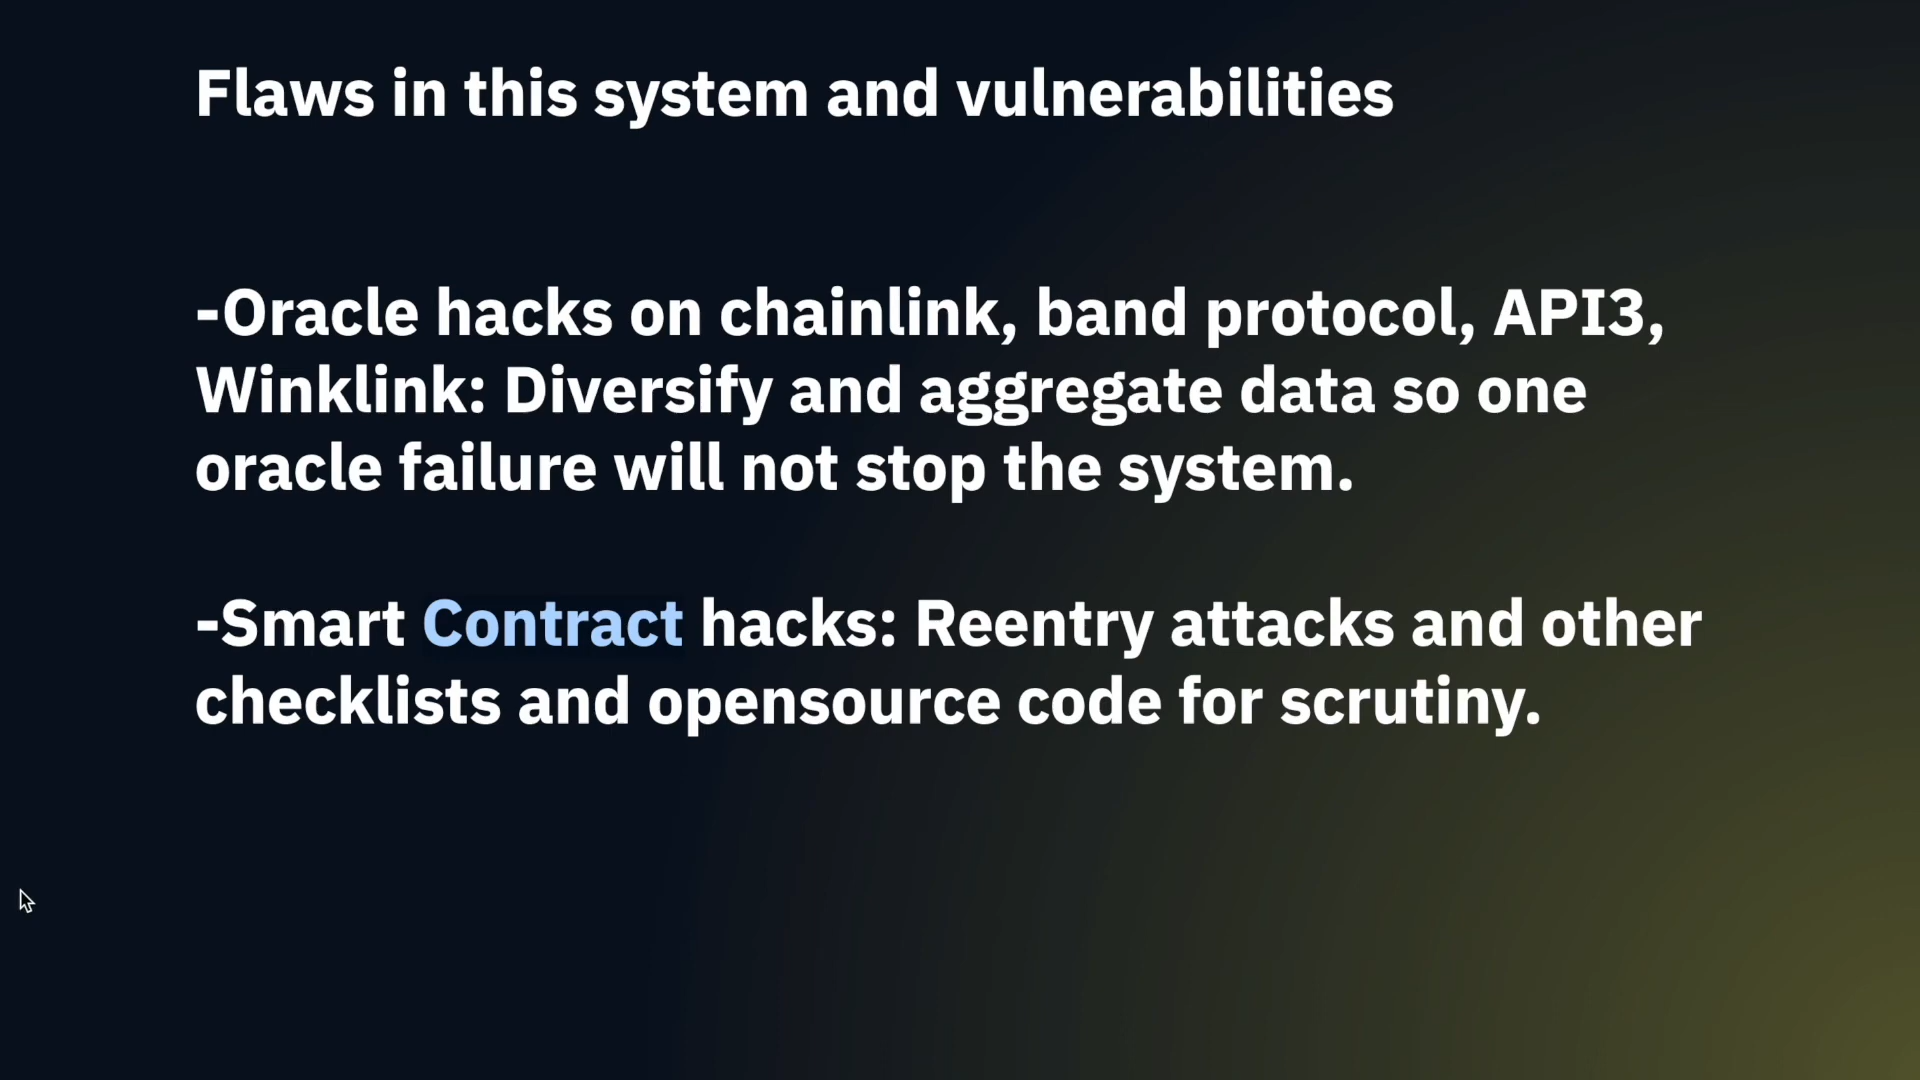 Flaws in this system and vulnerabilities
-Oracle hacks on chainlink, band protocol, API3,
Winklink: Diversify and aggregate data so one
oracle failure will not stop the system.
-Smart Contract hacks: Reentry attacks and other
checklists and opensource code for scrutiny.